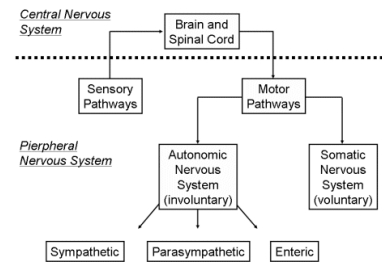 Central Nervous
System
Brain and
Spinal Cord
Sensory
Pathways
Motor
Pathways
Pierpheral
Nervous System
Autonomic
Nervous
System
(involuntary)
Somatic
Nervous
System
(voluntary)
Sympathetic
Parasympathetic
Enteric